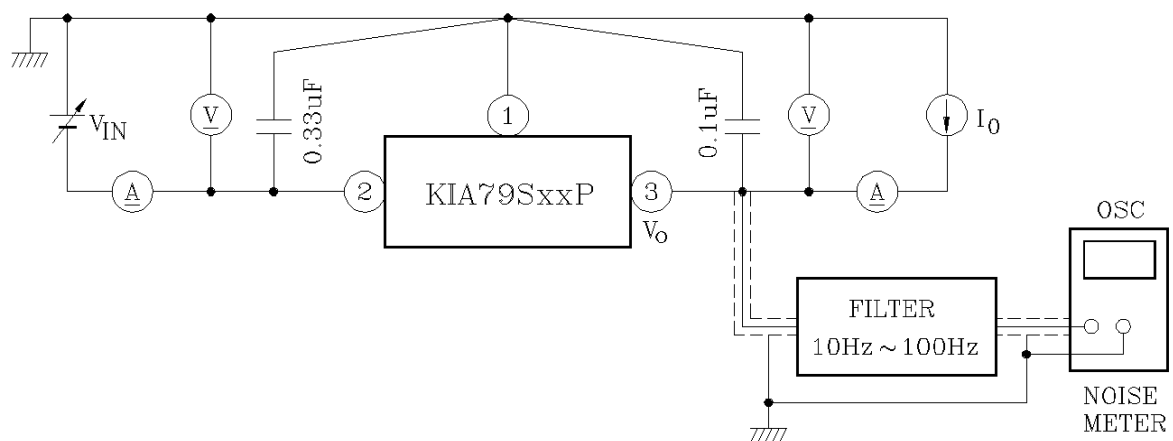 1
V
0.33uF
0.1uF
V
I0
VIN
A
2
KIA79SxxP
3
A
Vo
OSC
FILTER
10Hz~100Hz
NOISE
METER